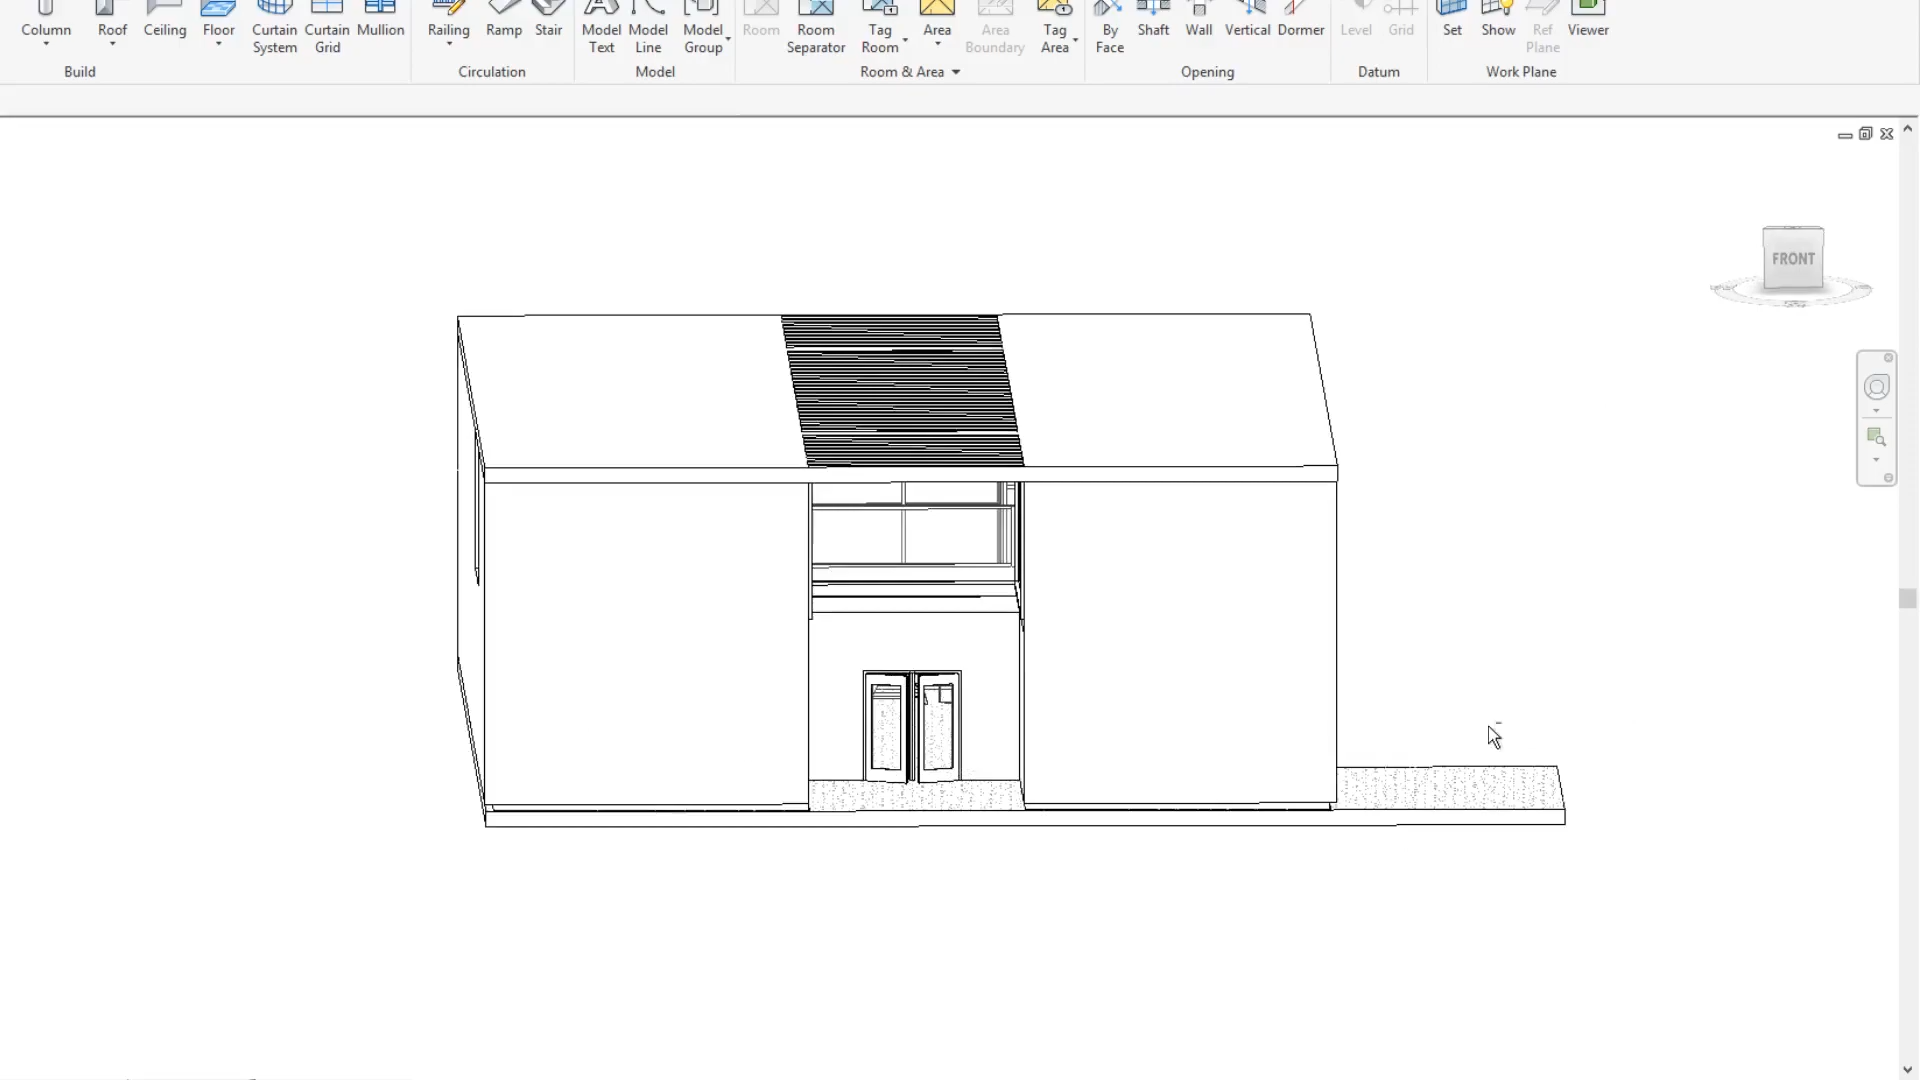 Column Roof Ceiling Floor Curtain System Curtain Grid Mullion Railing Ramp Stair Model Text Model Line Model Group Room Room Separator Tag Room Area Area Boundary Tag Area By Face Shaft Wall Vertical Dormer Level Grid Set Show Ref Plane Viewer
Build Circulation Model Room & Area Opening Datum Work Plane
FRONT